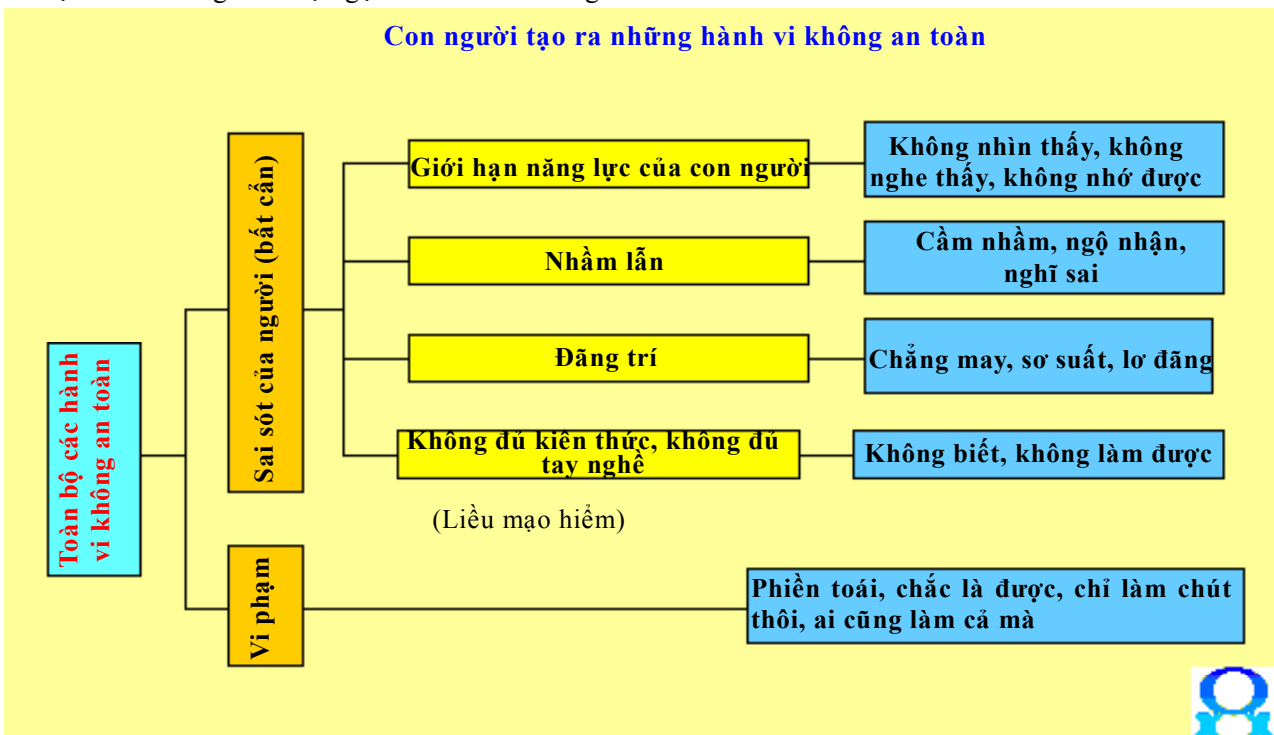 Con người tạo ra những hành vi không an toàn
Toàn bộ các hành
vi không an toàn
Sai sót của người (bất cẩn)
Giới hạn năng lực của con người
Không nhìn thấy, không
nghe thấy, không nhớ được
Nhầm lẫn
Cầm nhầm, ngộ nhận,
nghĩ sai
Đãng trí
Chẳng may, sơ suất, lơ đãng
Không đủ kiên thức, không đủ
tay nghề
Không biết, không làm được
(Liều mạo hiểm)
Vi phạm
Phiền toái, chắc là được, chỉ làm chút
thôi, ai cũng làm cả mà